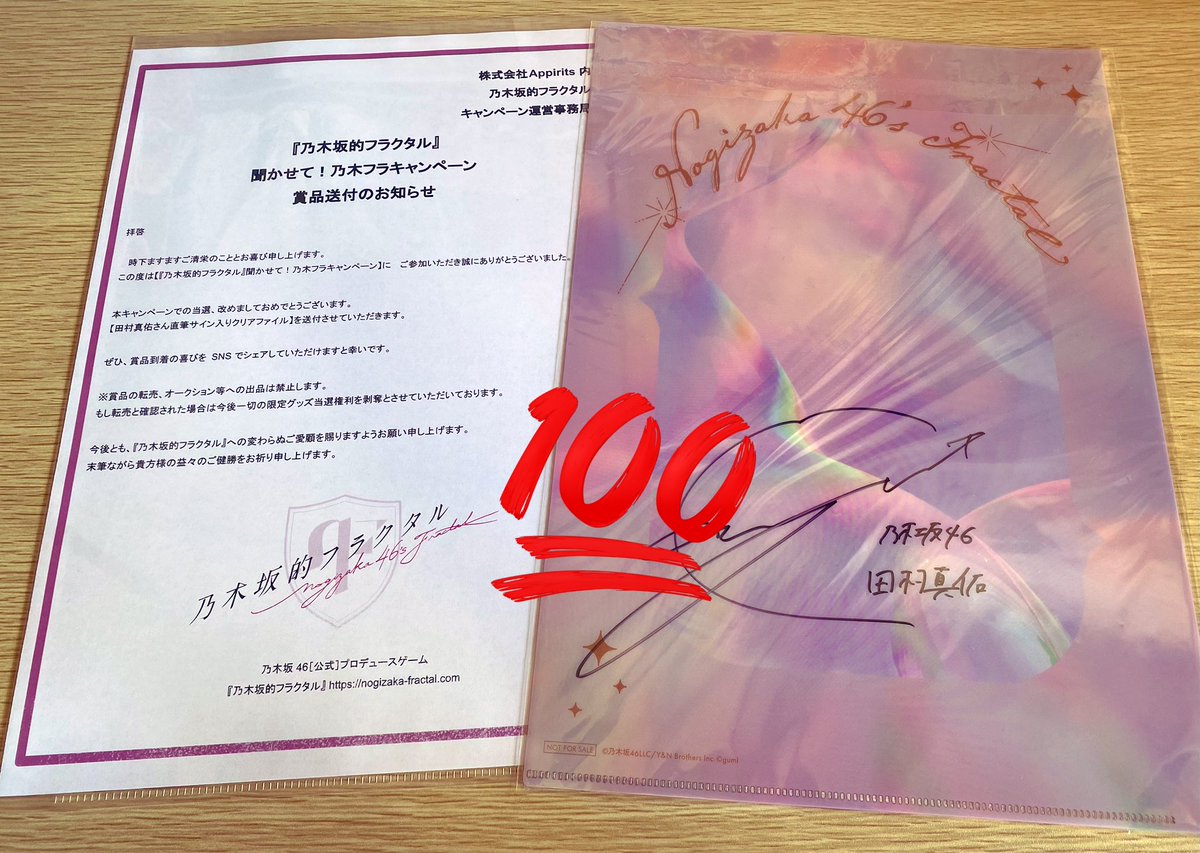 株式会社Appirits 内
乃木坂的フラクタル
キャンペーン運営事務局
『乃木坂的フラクタル』
聞かせて！乃木フラキャンペーン
賞品送付のお知らせ
拝啓
時下ますますご清栄のこととお喜び申し上げます。
この度は【『乃木坂的フラクタル』聞かせて！乃木フラキャンペーン】に　ご参加いただき誠にありがとうございました。
本キャンペーンでの当選、改めましておめでとうございます。
【田村真佑さん直筆サイン入りクリアファイル】を送付させていただきます。
ぜひ、賞品到着の喜びを SNS でシェアしていただけますと幸いです。
※賞品の転売、オークション等への出品は禁止します。
もし転売と確認された場合は今後一切の限定グッズ当選権利を剥奪とさせていただいております。
今後とも、『乃木坂的フラクタル』への変わらぬご愛顧を賜りますようお願い申し上げます。
末筆ながら貴方様の益々のご健勝をお祈り申し上げます。
乃木坂的フラクタル
nogizaka 46's Fractal
乃木坂 46［公式］プロデュースゲーム
『乃木坂的フラクタル』 https://nogizaka-fractal.com
Nogizaka 46's Fractal
100
乃木坂46
田村真佑
NOT FOR SALE ©乃木坂46LLC/Y&N Brothers Inc ©gumi